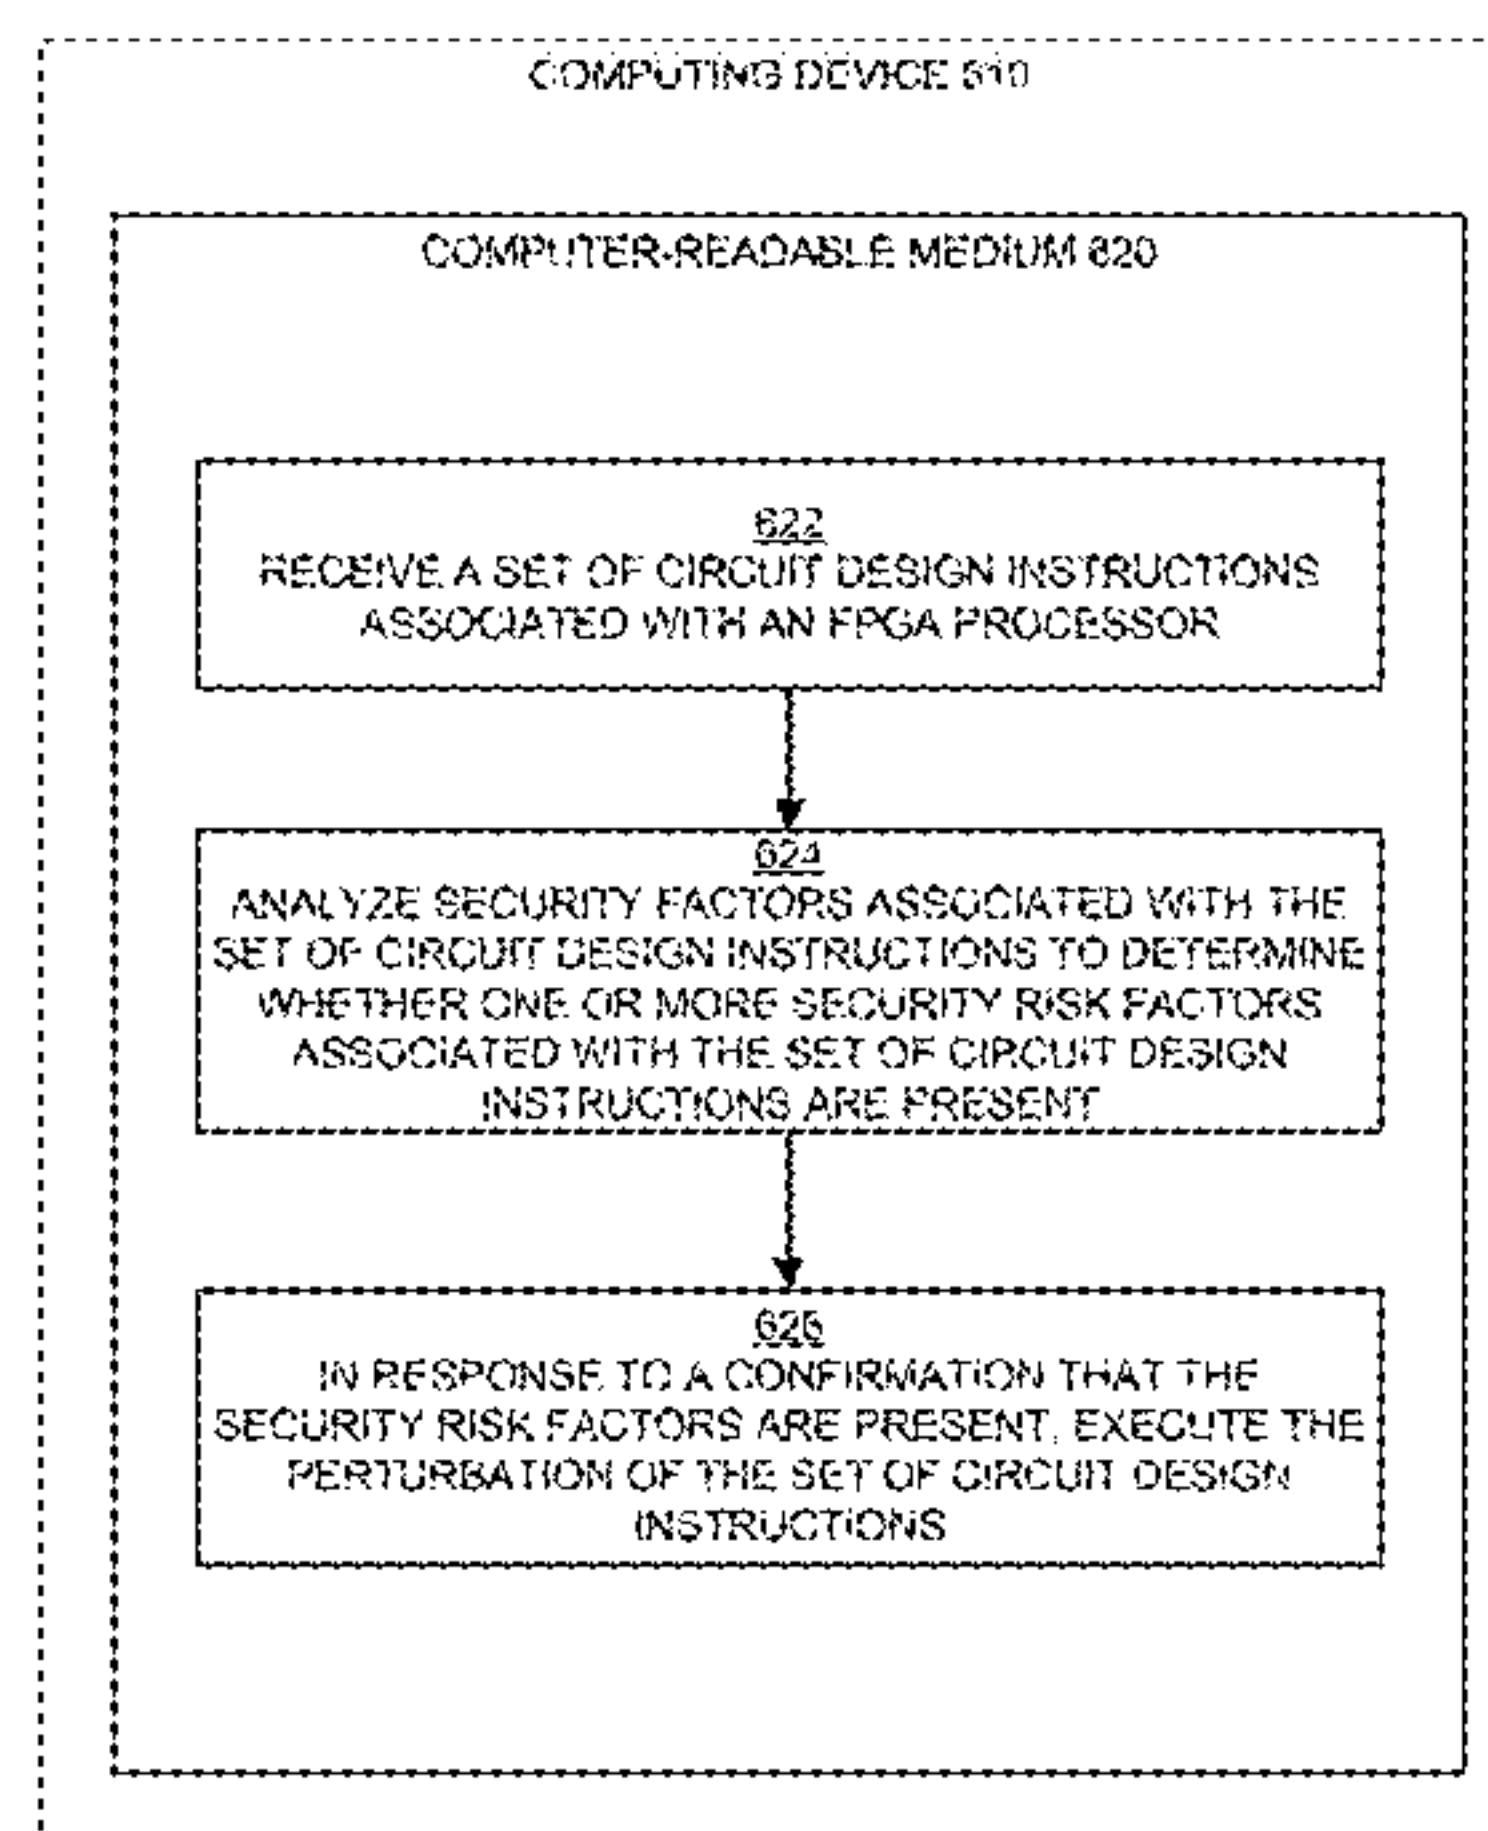 COMPUTING DEVICE 610
COMPUTER-READABLE MEDIUM 620
622
RECEIVE A SET OF CIRCUIT DESIGN INSTRUCTIONS
ASSOCIATED WITH AN FPGA PROCESSOR
624
ANALYZE SECURITY FACTORS ASSOCIATED WITH THE
SET OF CIRCUIT DESIGN INSTRUCTIONS TO DETERMINE
WHETHER ONE OR MORE SECURITY RISK FACTORS
ASSOCIATED WITH THE SET OF CIRCUIT DESIGN
INSTRUCTIONS ARE PRESENT
626
IN RESPONSE TO A CONFIRMATION THAT THE
SECURITY RISK FACTORS ARE PRESENT, EXECUTE THE
PERTURBATION OF THE SET OF CIRCUIT DESIGN
INSTRUCTIONS